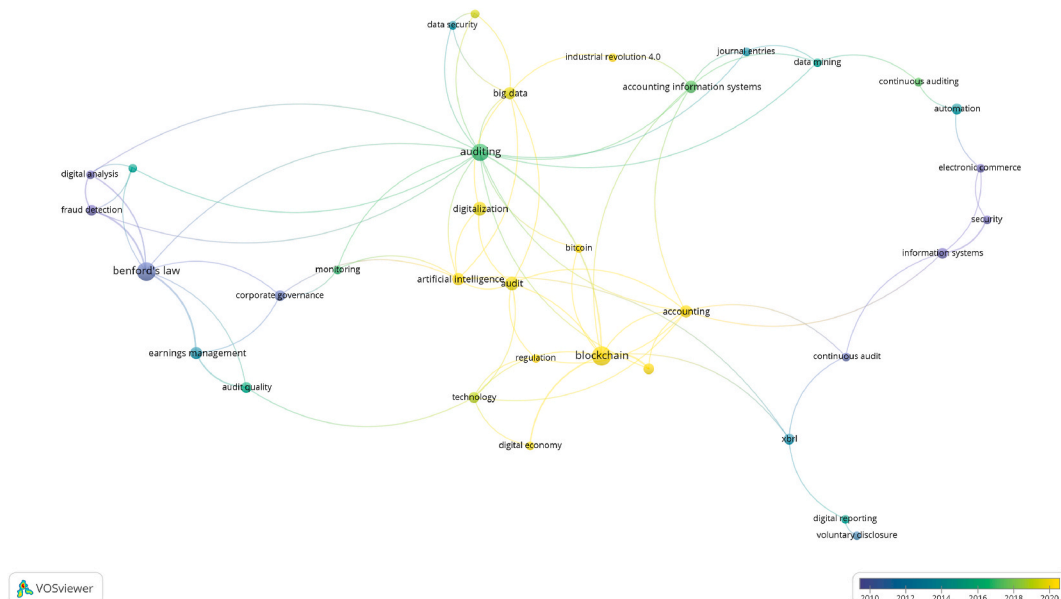 data security
industrial revolution 4.0
journal entries
data mining
big data
accounting information systems
continuous auditing
automation
auditing
digital analysis
electronic commerce
fraud detection
digitalization
security
bitcoin
information systems
benford's law
monitoring
artificial intelligence
audit
corporate governance
accounting
earnings management
regulation
blockchain
continuous audit
audit quality
technology
digital economy
xbrl
digital reporting
voluntary disclosure
VOSviewer
2010 2012 2014 2016 2018 2020